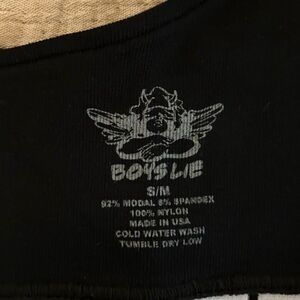 BOYS LIE
S/M
92% MODAL 8% SPANDEX
100% NYLON
MADE IN USA
COLD WATER WASH
TUMBLE DRY LOW